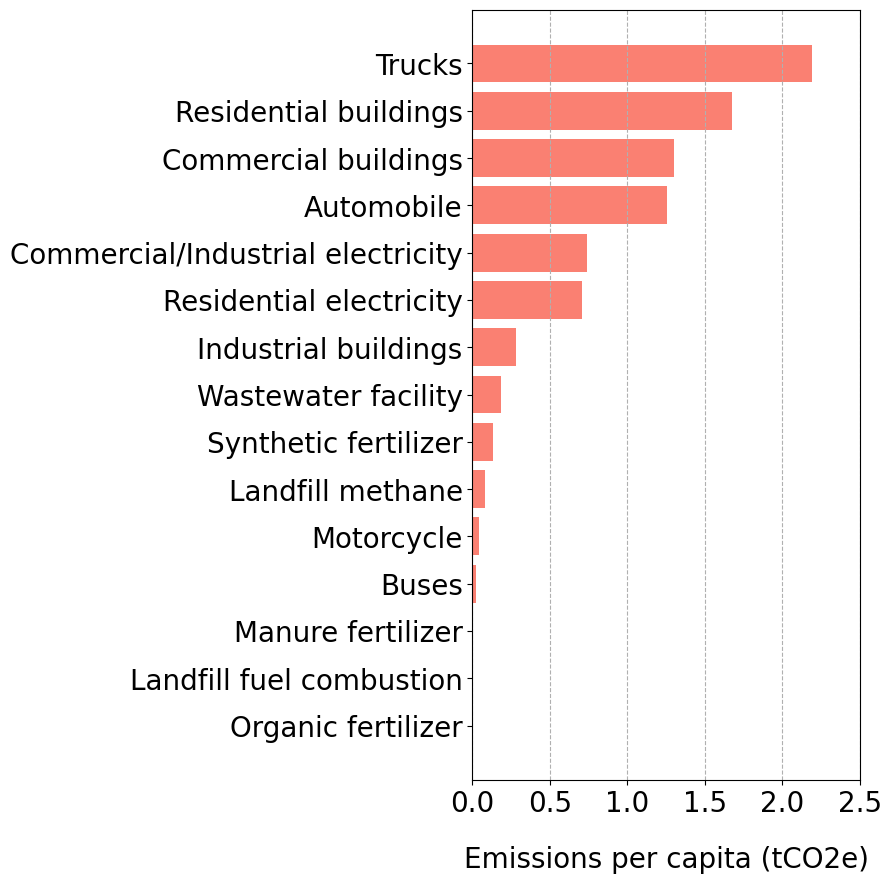 Trucks
Residential buildings
Commercial buildings
Automobile
Commercial/Industrial electricity
Residential electricity
Industrial buildings
Wastewater facility
Synthetic fertilizer
Landfill methane
Motorcycle
Buses
Manure fertilizer
Landfill fuel combustion
Organic fertilizer
0.0 0.5 1.0 1.5 2.0 2.5
Emissions per capita (tCO2e)